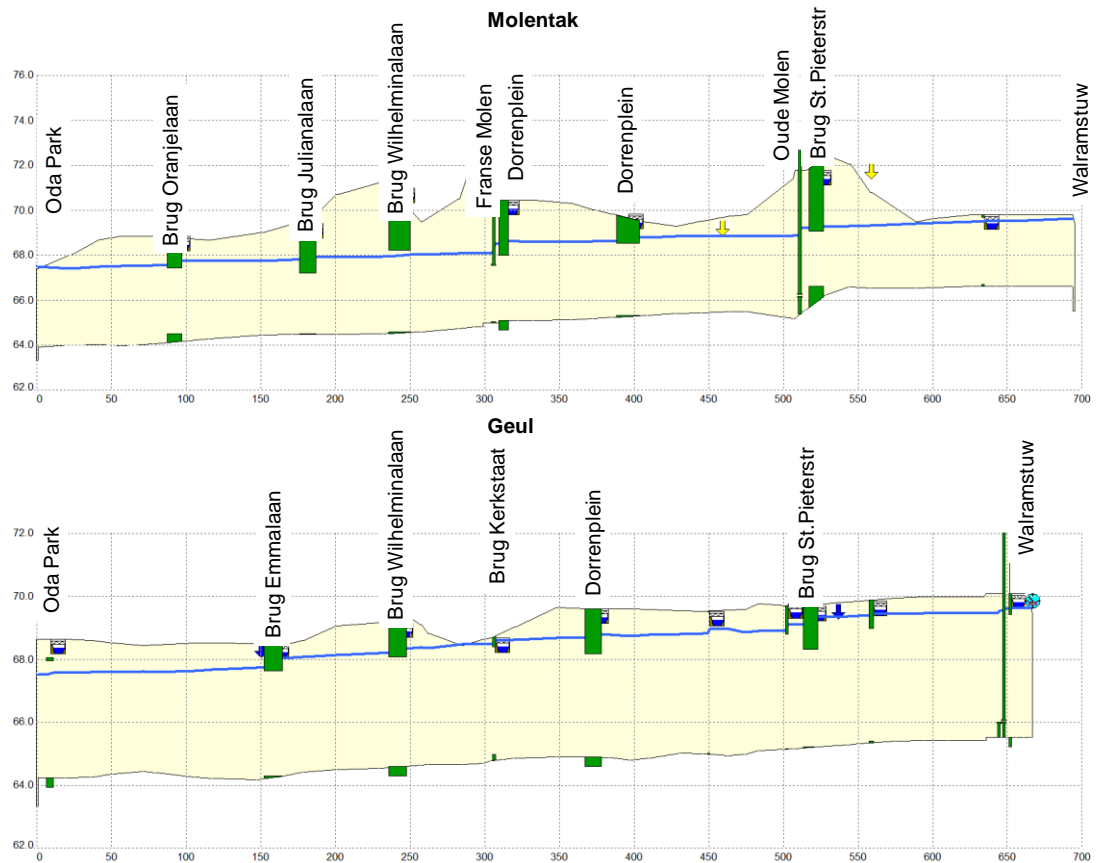 Molentak
76.0
74.0
72.0
70.0
68.0
66.0
64.0
62.0
Oda Park
Brug Oranjelaan
Brug Julianalaan
Brug Wilhelminalaan
Franse Molen
Dorrenplein
Dorrenplein
Oude Molen
Brug St.Pieterstr
Walramstuw
0 50 100 150 200 250 300 350 400 450 500 550 600 650 700
Geul
72.0
70.0
68.0
66.0
64.0
62.0
Oda Park
Brug Emmalaan
Brug Wilhelminalaan
Brug Kerkstaat
Dorrenplein
Brug St.Pieterstr
Walramstuw
0 50 100 150 200 250 300 350 400 450 500 550 600 650 700